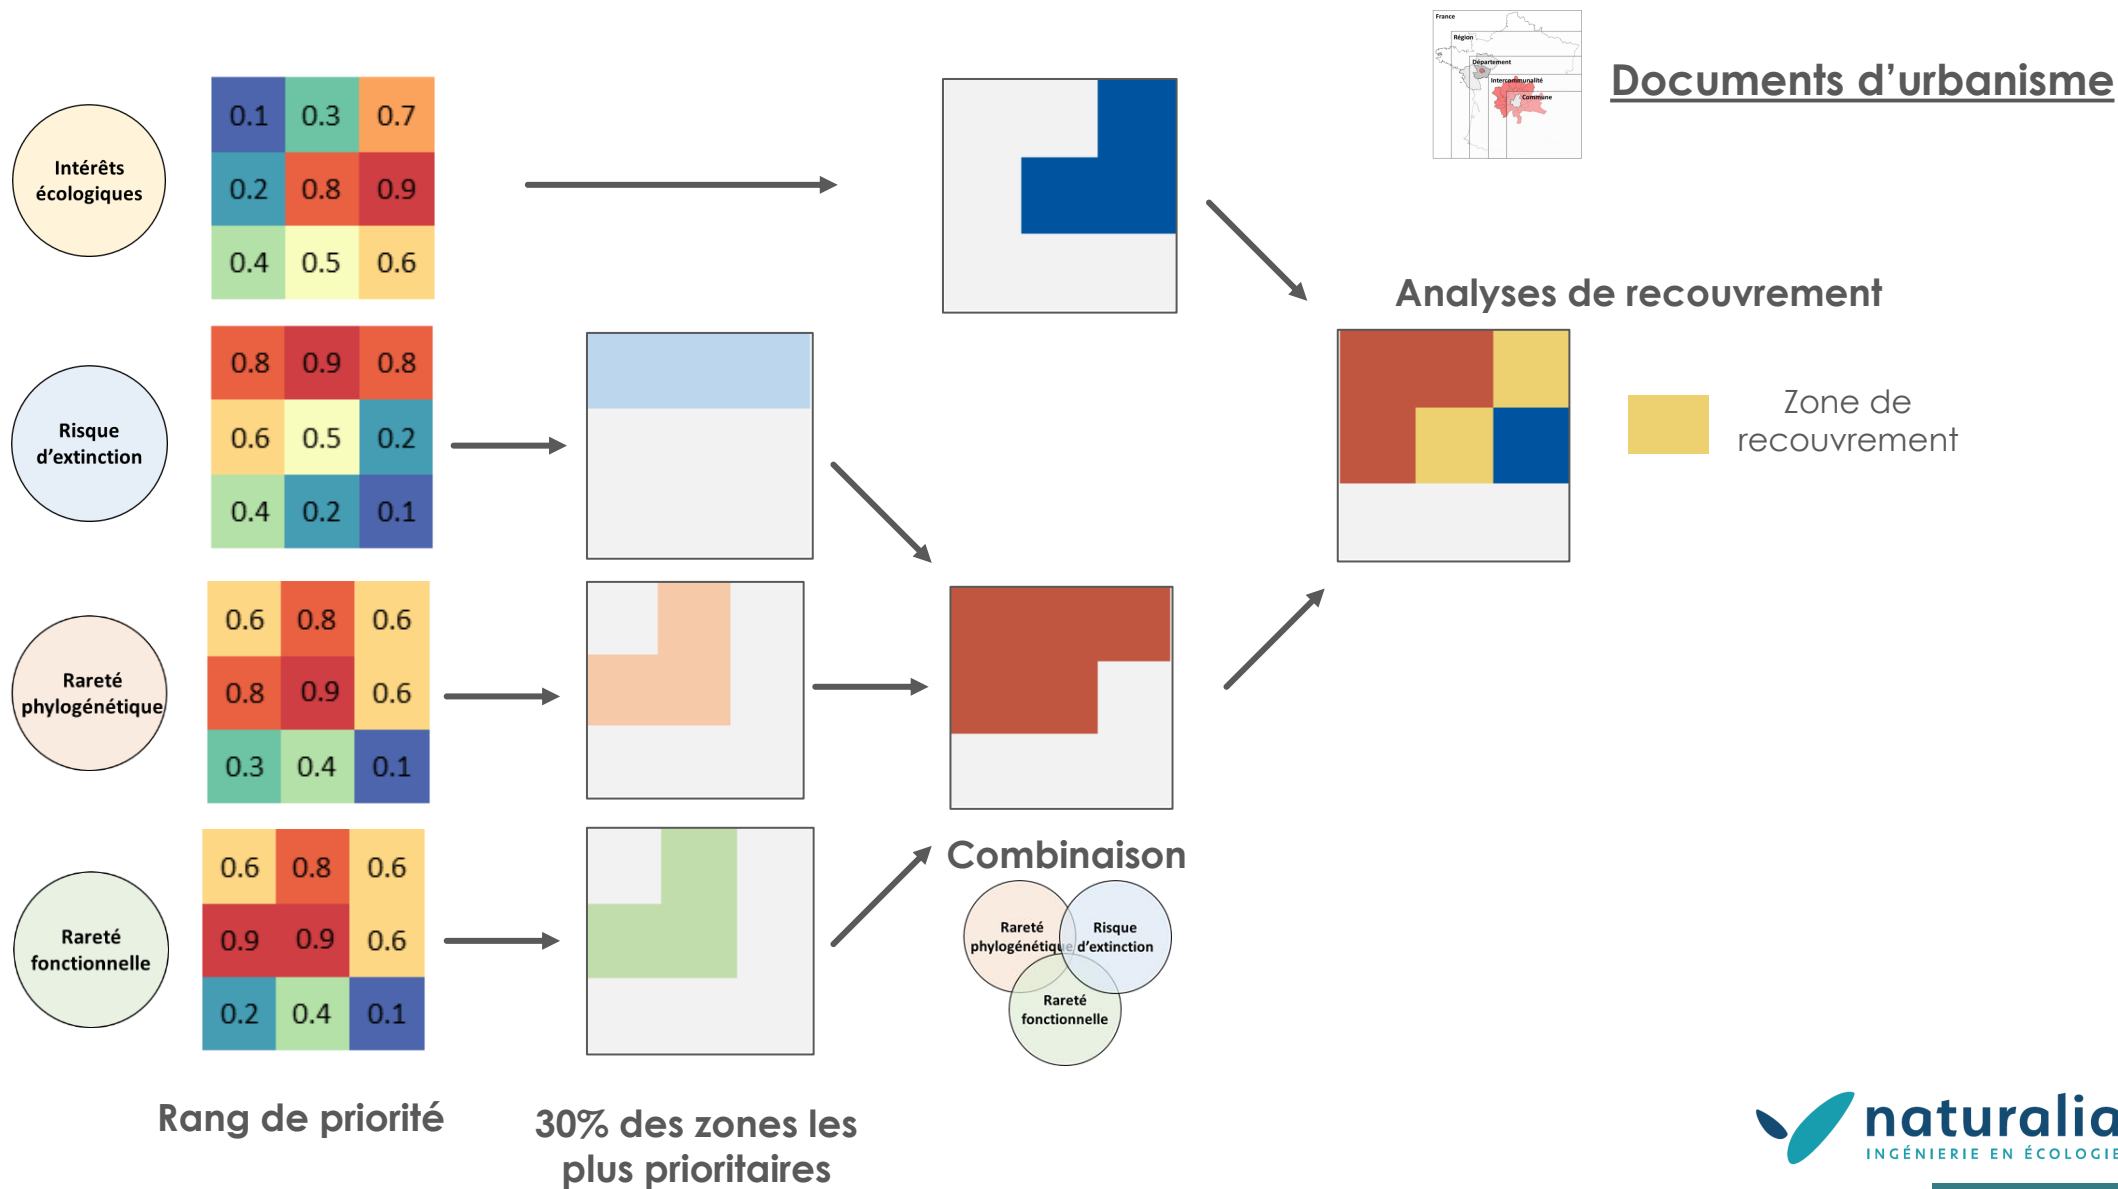 France
Région
Département
Intercommunalité
Commune
Documents d’urbanisme
Intérêts
écologiques
0.1 0.3 0.7
0.2 0.8 0.9
0.4 0.5 0.6
Analyses de recouvrement
Zone de
recouvrement
Risque
d’extinction
0.8 0.9 0.8
0.6 0.5 0.2
0.4 0.2 0.1
Rareté
phylogénétique
0.6 0.8 0.6
0.8 0.9 0.6
0.3 0.4 0.1
Rareté
fonctionnelle
0.6 0.8 0.6
0.9 0.9 0.6
0.2 0.4 0.1
Combinaison
Rareté
phylogénétique
Risque
d’extinction
Rareté
fonctionnelle
Rang de priorité
30% des zones les
plus prioritaires
naturalia
INGÉNIERIE EN ÉCOLOGIE